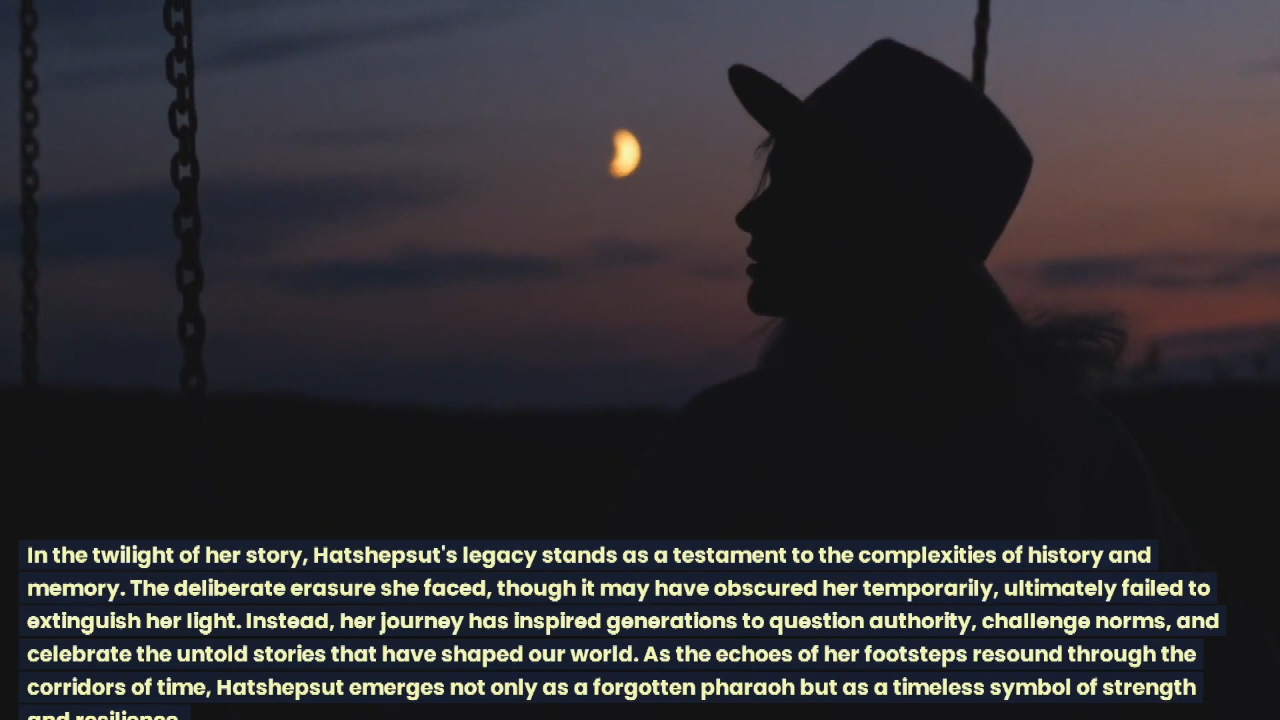 In the twilight of her story, Hatshepsut's legacy stands as a testament to the complexities of history and
memory. The deliberate erasure she faced, though it may have obscured her temporarily, ultimately failed to
extinguish her light. Instead, her journey has inspired generations to question authority, challenge norms, and
celebrate the untold stories that have shaped our world. As the echoes of her footsteps resound through the
corridors of time, Hatshepsut emerges not only as a forgotten pharaoh but as a timeless symbol of strength
and resilience.